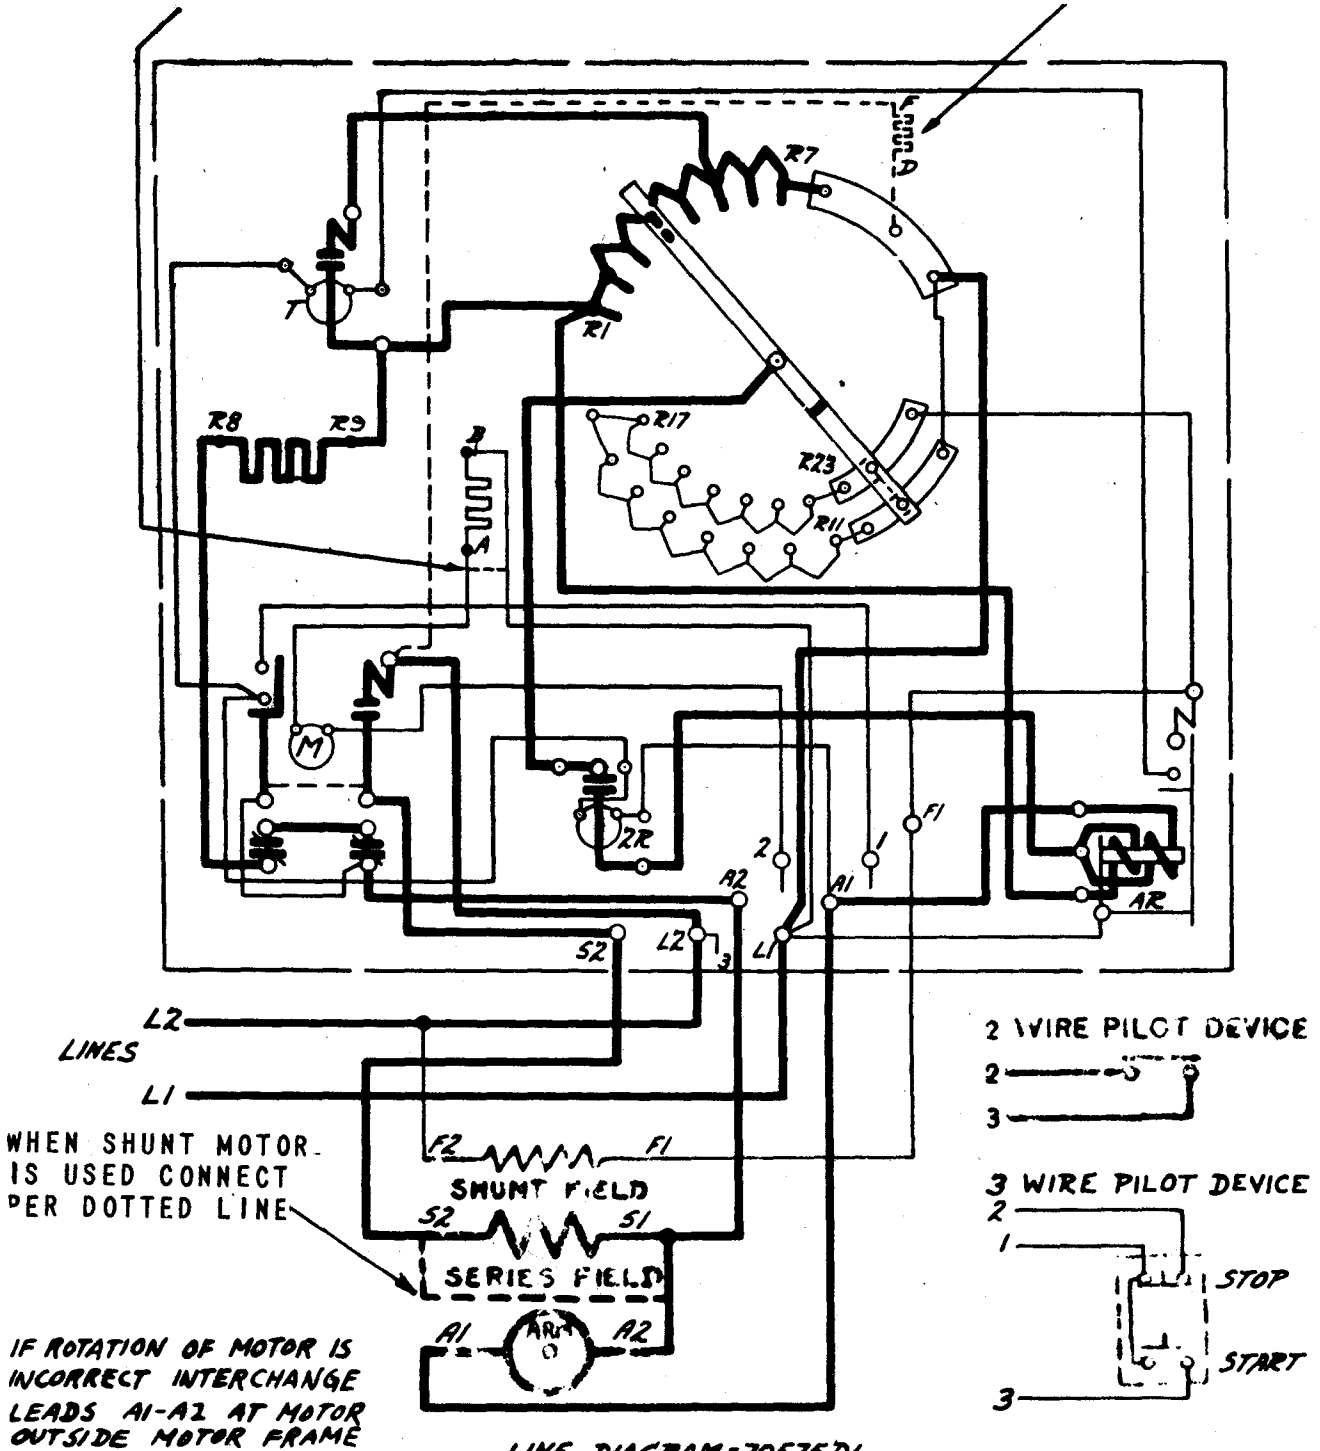 F
D
R7
T
R1
R8
R9
B
R17
R23
R11
A
M
2R
2
1
F1
A2
A1
AR
S2
L2
3
L1
L2
LINES
L1
2 WIRE PILOT DEVICE
2
3
WHEN SHUNT MOTOR
IS USED CONNECT
PER DOTTED LINE
F2
F1
SHUNT FIELD
S2
S1
SERIES FIELD
A1
ARM
A2
3 WIRE PILOT DEVICE
2
1
STOP
START
3
IF ROTATION OF MOTOR IS
INCORRECT INTERCHANGE
LEADS A1-A2 AT MOTOR
OUTSIDE MOTOR FRAME